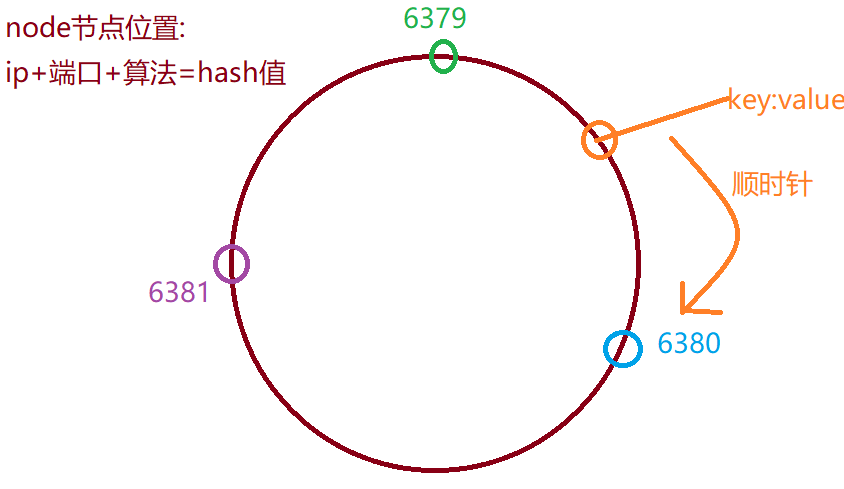 node节点位置:
ip+端口+算法=hash值
6379
key:value
顺时针
6381
6380